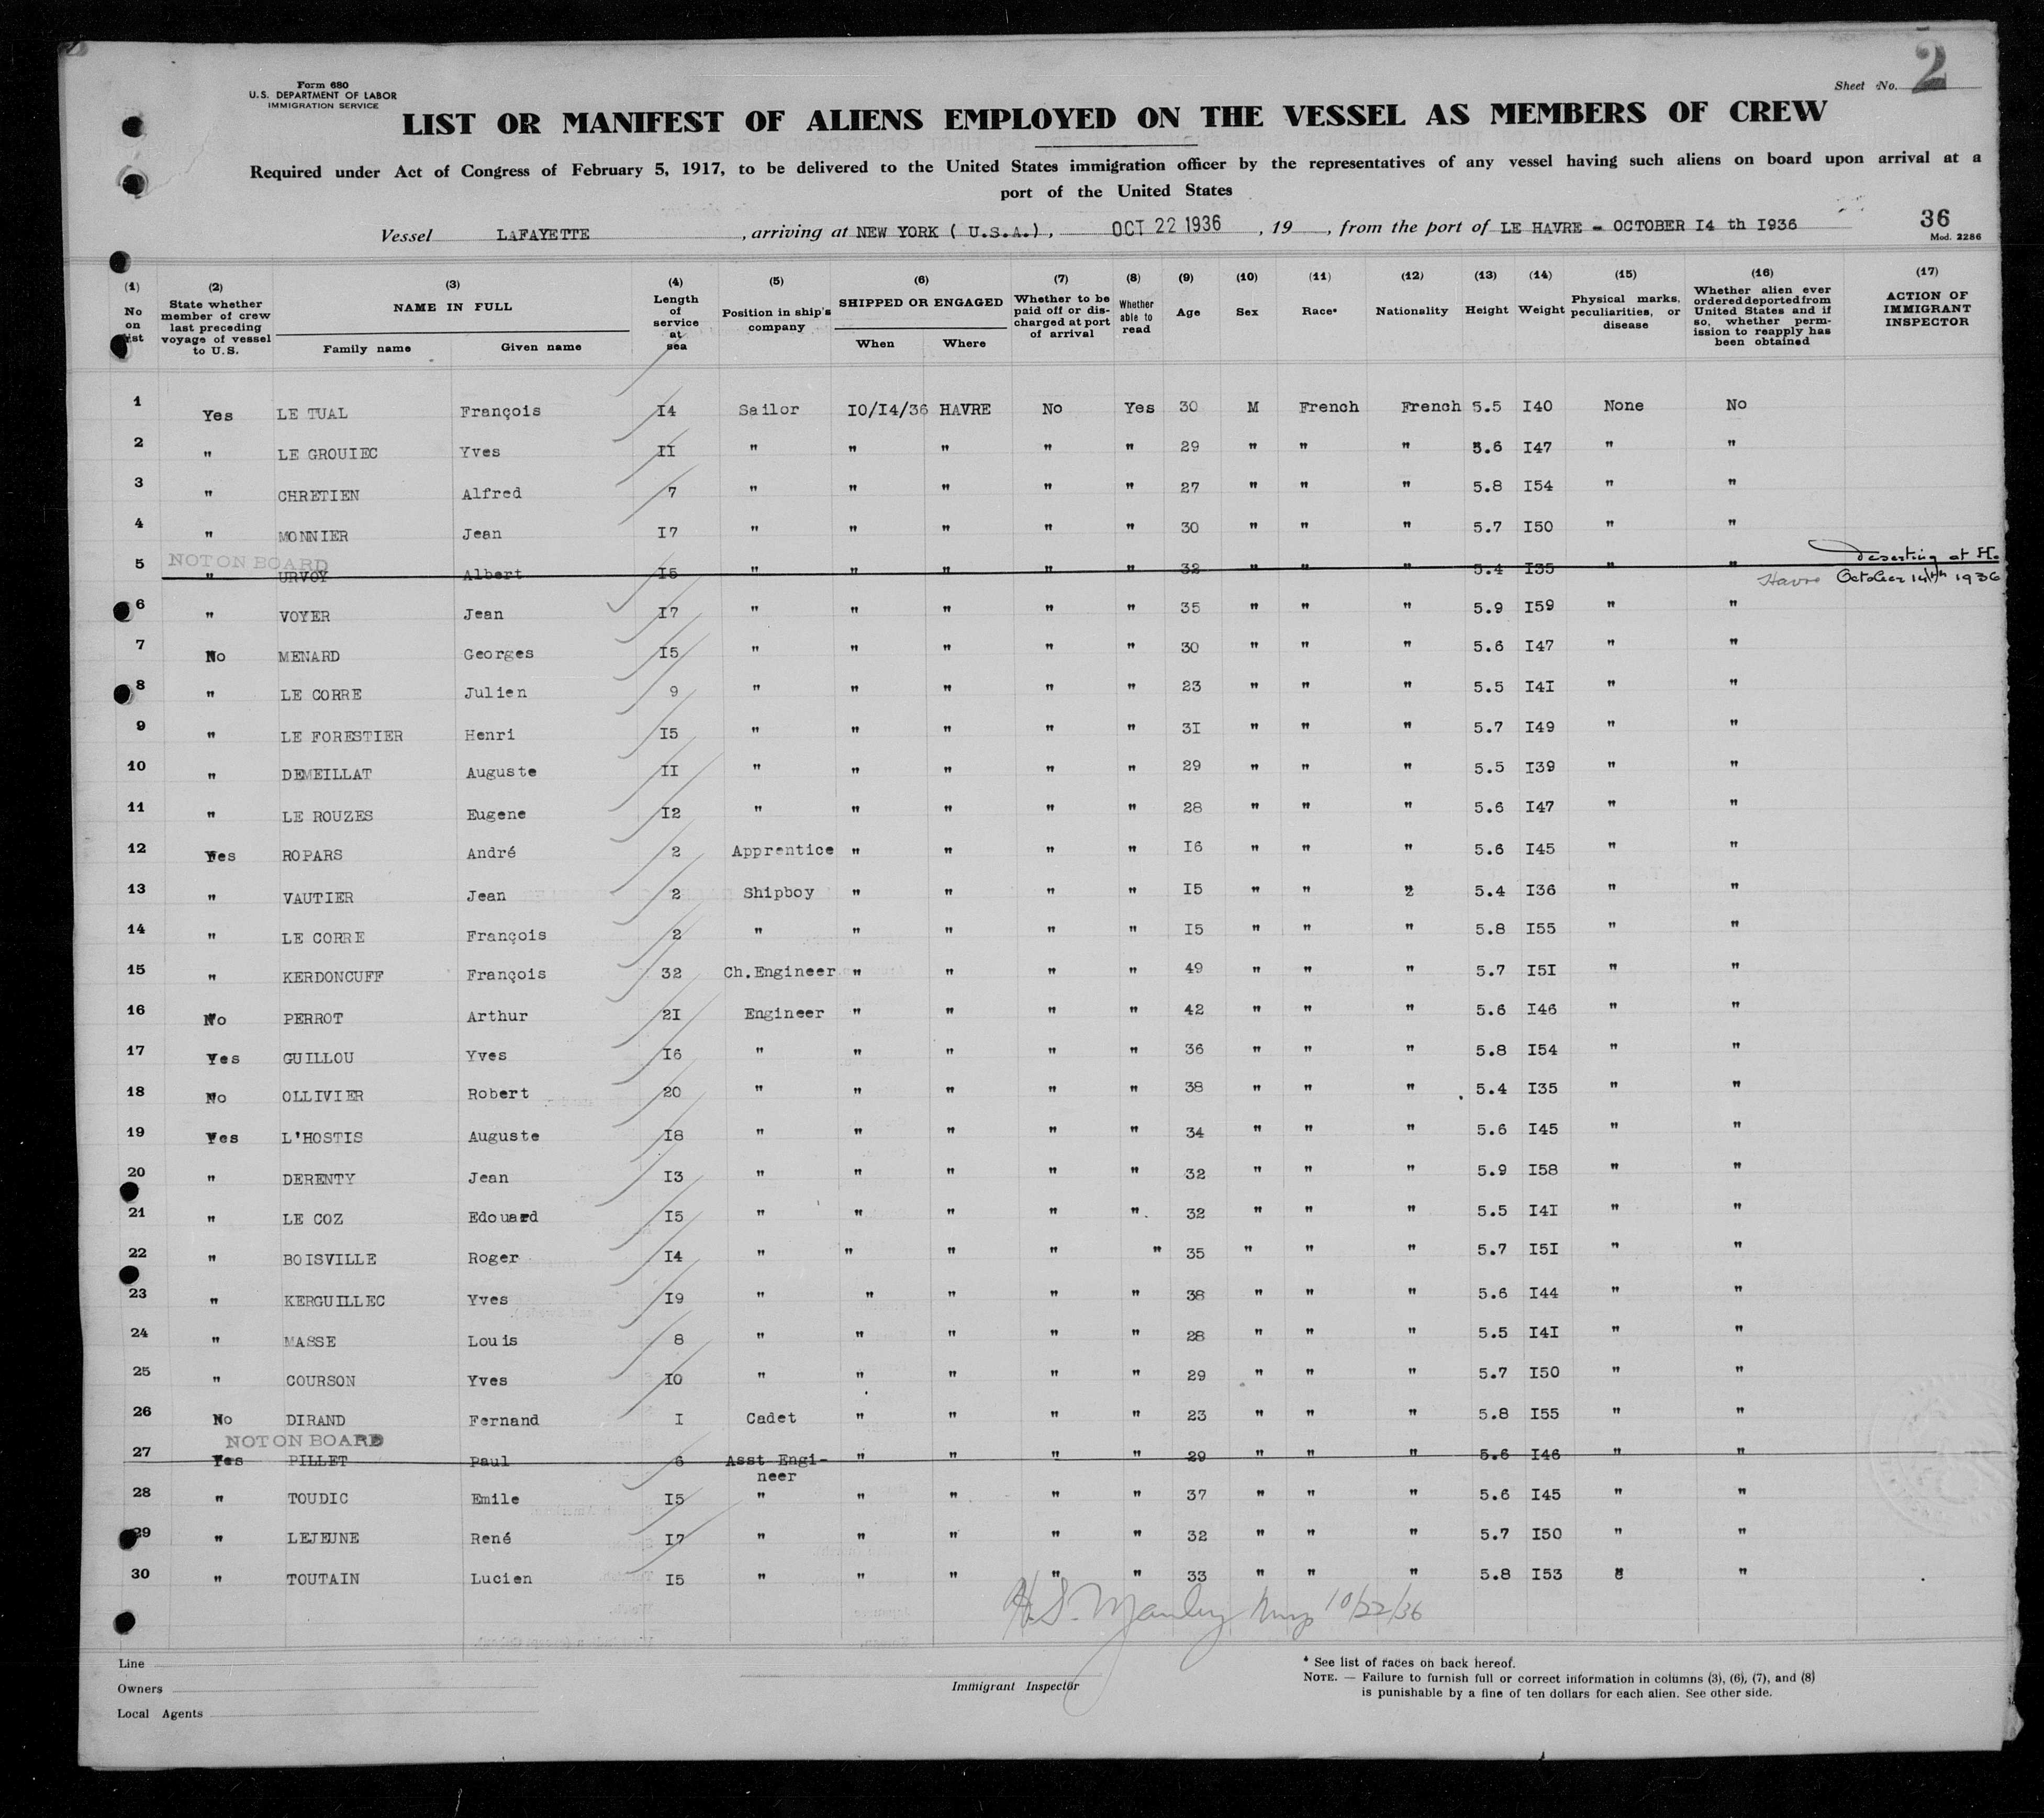 Form 680
U.S. DEPARTMENT OF LABOR
IMMIGRATION SERVICE
Sheet No. 2
LIST OR MANIFEST OF ALIENS EMPLOYED ON THE VESSEL AS MEMBERS OF CREW
Required under Act of Congress of February 5, 1917, to be delivered to the United States immigration officer by the representatives of any vessel having such aliens on board upon arrival at a
port of the United States
Vessel LAFAYETTE , arriving at NEW YORK ( U.S.A.) , OCT 22 1936 , 19 , from the port of LE HAVRE - OCTOBER I4 th I936
36
Mod. 2286
(1) No on list (2) State whether member of crew last preceding voyage of vessel to U.S. (3) NAME IN FULL Family name Given name (4) Length of service at sea (5) Position in ship's company (6) SHIPPED OR ENGAGED When Where (7) Whether to be paid off or discharged at port of arrival (8) Whether able to read (9) Age (10) Sex (11) Race* (12) Nationality (13) Height (14) Weight (15) Physical marks, peculiarities, or disease (16) Whether alien ever ordered deported from United States and if so, whether permission to reapply has been obtained (17) ACTION OF IMMIGRANT INSPECTOR
1 Yes LE TUAL François I4 Sailor IO/I4/36 HAVRE No Yes 30 M French French 5.5 I40 None No
2 " LE GROUIEC Yves II " " " " " 29 " " " 5.6 I47 " "
3 " CHRETIEN Alfred 7 " " " " " 27 " " " 5.8 I54 " "
4 " MONNIER Jean I7 " " " " " 30 " " " 5.7 I50 " "
NOT ON BOARD
5 " URVOY Albert I5 " " " " " 32 " " " 5.4 I35 " " Deserting at Le
Havre October 14th 1936
6 " VOYER Jean I7 " " " " " 35 " " " 5.9 I59 " "
7 No MENARD Georges I5 " " " " " 30 " " " 5.6 I47 " "
8 " LE CORRE Julien 9 " " " " " 23 " " " 5.5 I4I " "
9 " LE FORESTIER Henri I5 " " " " " 3I " " " 5.7 I49 " "
10 " DEMEILLAT Auguste II " " " " " 29 " " " 5.5 I39 " "
11 " LE ROUZES Eugene I2 " " " " " 28 " " " 5.6 I47 " "
12 Yes ROPARS André 2 Apprentice " " " " I6 " " " 5.6 I45 " "
13 " VAUTIER Jean 2 Shipboy " " " " I5 " " " 5.4 I36 " "
14 " LE CORRE François 2 " " " " " I5 " " " 5.8 I55 " "
15 " KERDONCUFF François 32 Ch.Engineer " " " " 49 " " " 5.7 I5I " "
16 No PERROT Arthur 2I Engineer " " " " 42 " " " 5.6 I46 " "
17 Yes GUILLOU Yves I6 " " " " " 36 " " " 5.8 I54 " "
18 No OLLIVIER Robert 20 " " " " " 38 " " " 5.4 I35 " "
19 Yes L'HOSTIS Auguste I8 " " " " " 34 " " " 5.6 I45 " "
20 " DERENTY Jean I3 " " " " " 32 " " " 5.9 I58 " "
21 " LE COZ Edouard I5 " " " " " 32 " " " 5.5 I4I " "
22 " BOISVILLE Roger I4 " " " " " 35 " " " 5.7 I5I " "
23 " KERGUILLEC Yves I9 " " " " " 38 " " " 5.6 I44 " "
24 " MASSE Louis 8 " " " " " 28 " " " 5.5 I4I " "
25 " COURSON Yves IO " " " " " 29 " " " 5.7 I50 " "
26 No DIRAND Fernand I Cadet " " " " 23 " " " 5.8 I55 " "
NOT ON BOARD
27 Yes PILLET Paul 6 Asst Engi- " " " " 29 " " " 5.6 I46 " "
neer
28 " TOUDIC Emile I5 " " " " " 37 " " " 5.6 I45 " "
29 " LEJEUNE René I7 " " " " " 32 " " " 5.7 I50 " "
30 " TOUTAIN Lucien I5 " " " " " 33 " " " 5.8 I53 " "
H.S. Manley 10/22/36
Line
Owners
Local Agents
Immigrant Inspector
* See list of races on back hereof.
NOTE. — Failure to furnish full or correct information in columns (3), (6), (7), and (8)
is punishable by a fine of ten dollars for each alien. See other side.